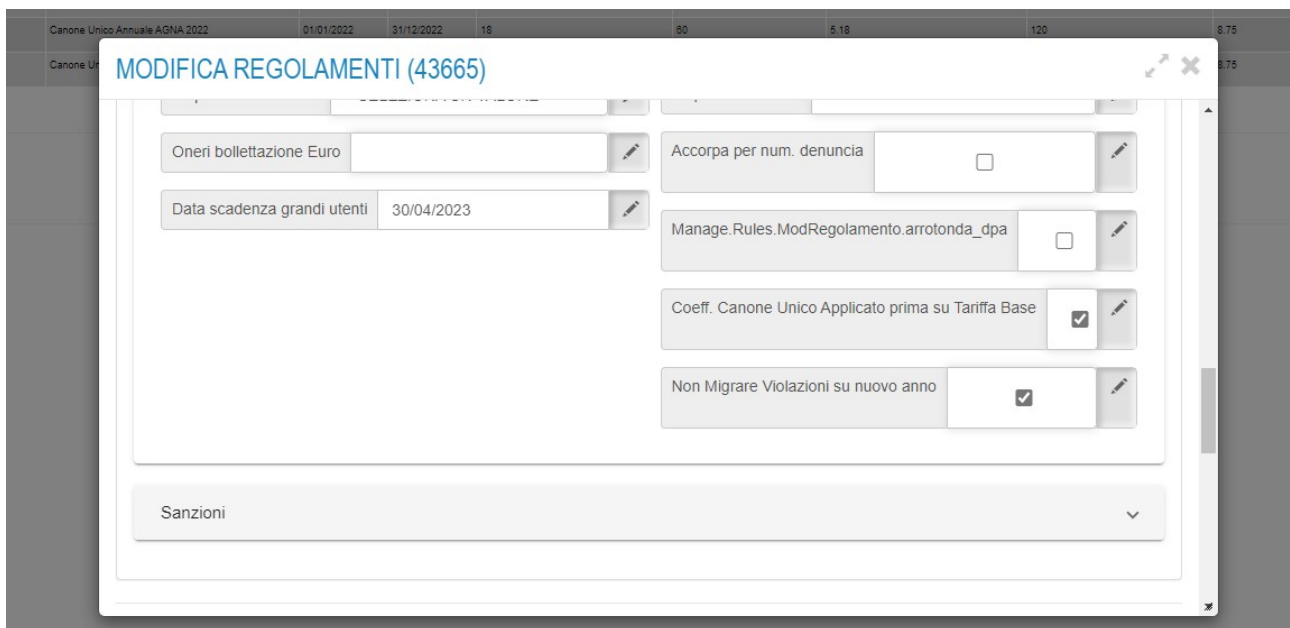 Canone Unico Annuale AGNA 2022 01/01/2022 31/12/2022 18 60 5.18 120 8.75
Canone Un 8.75
MODIFICA REGOLAMENTI (43665)
Oneri bollettazione Euro
Accorpa per num. denuncia
Data scadenza grandi utenti 30/04/2023
Manage.Rules.ModRegolamento.arrotonda_dpa
Coeff. Canone Unico Applicato prima su Tariffa Base
Non Migrare Violazioni su nuovo anno
Sanzioni